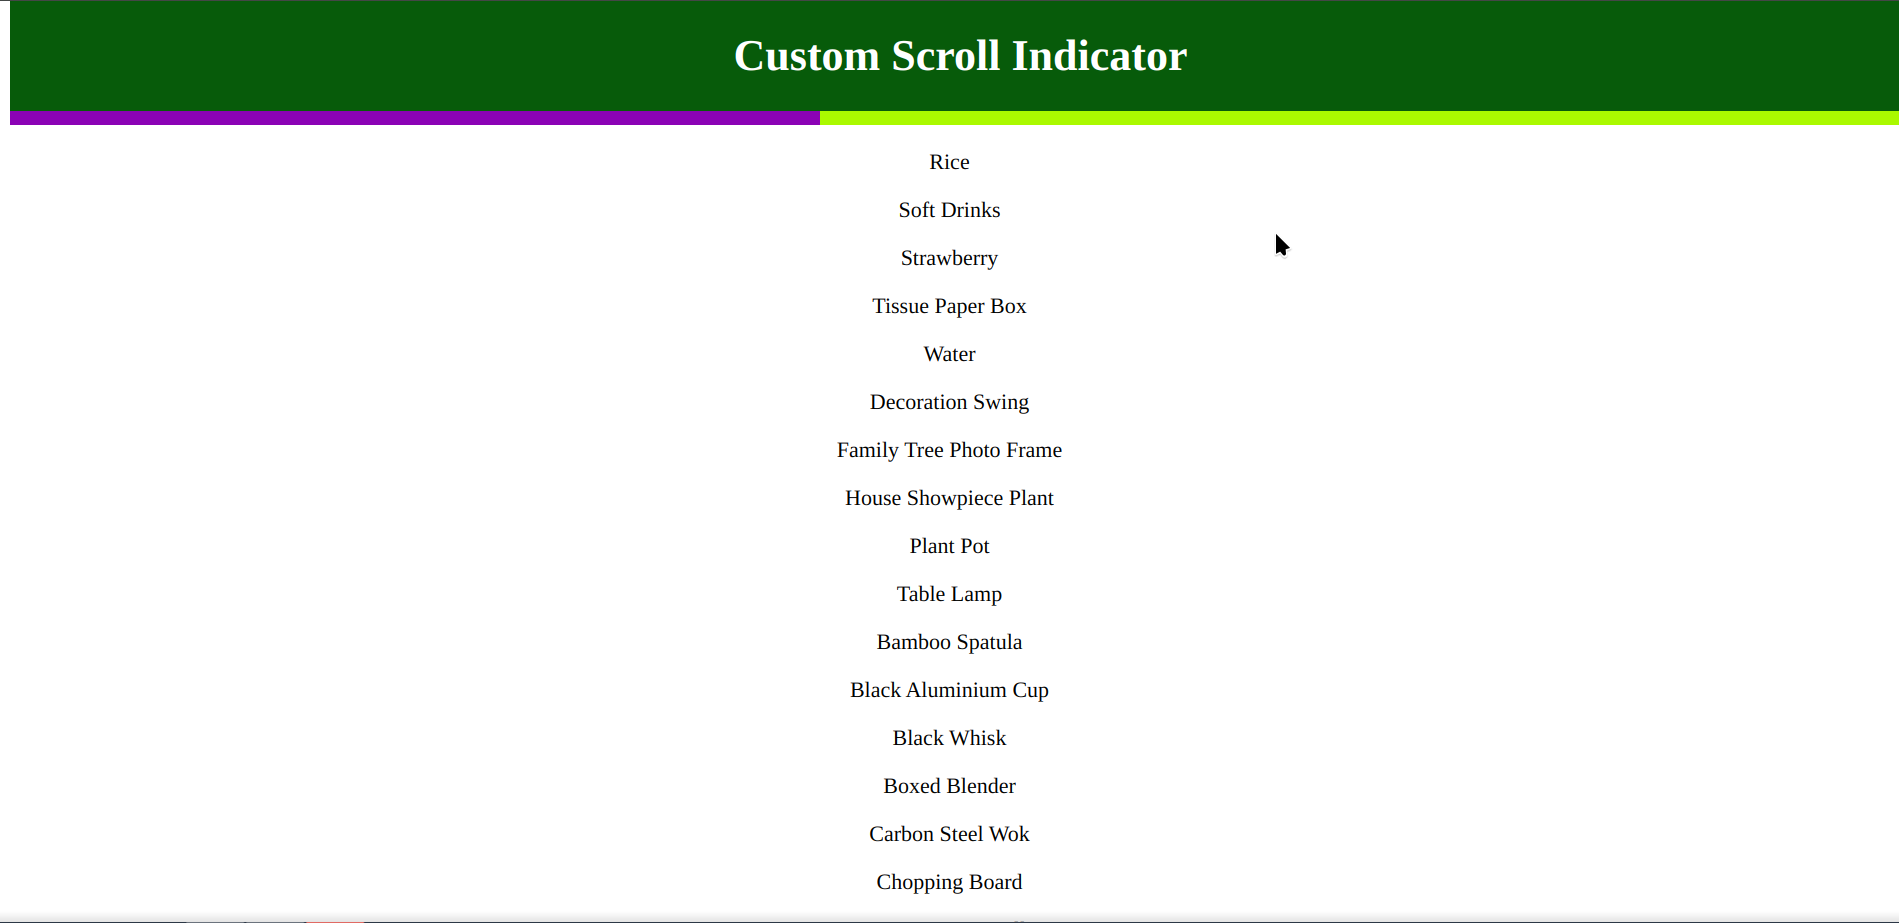 Custom Scroll Indicator
Rice
Soft Drinks
Strawberry
Tissue Paper Box
Water
Decoration Swing
Family Tree Photo Frame
House Showpiece Plant
Plant Pot
Table Lamp
Bamboo Spatula
Black Aluminium Cup
Black Whisk
Boxed Blender
Carbon Steel Wok
Chopping Board